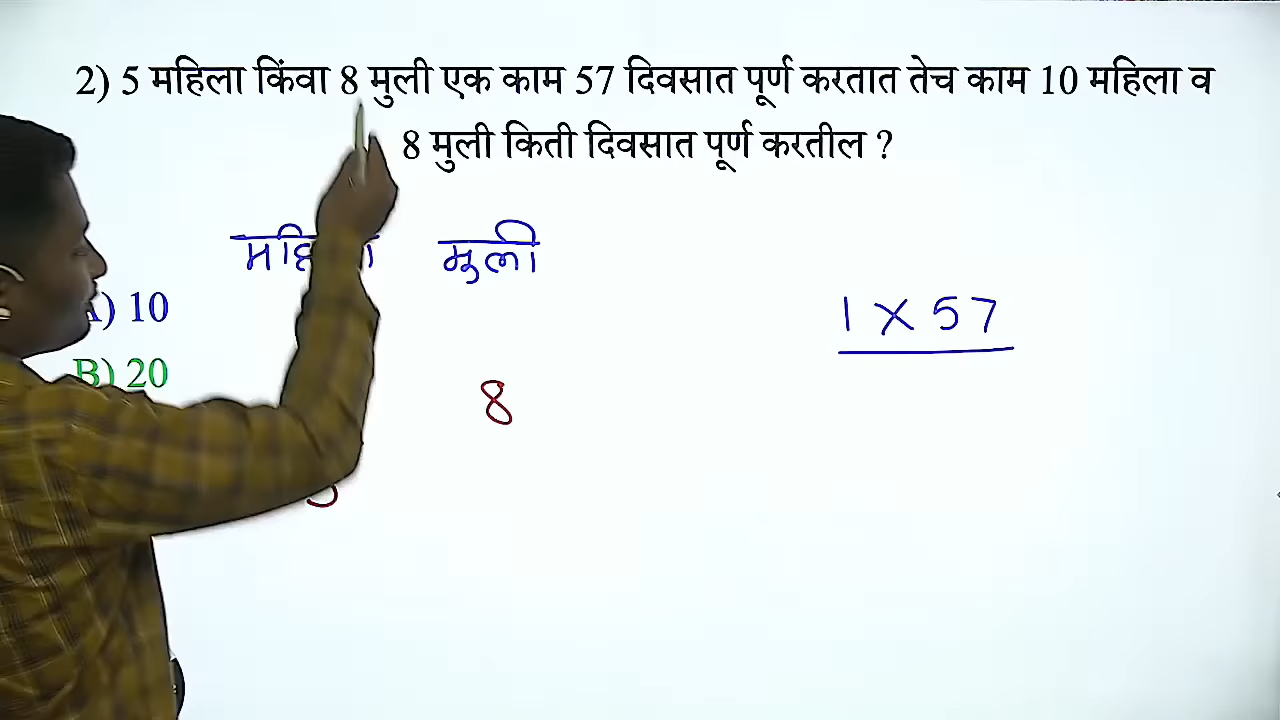 2) 5 महिला किंवा 8 मुली एक काम 57 दिवसात पूर्ण करतात तेच काम 10 महिला व
8 मुली किती दिवसात पूर्ण करतील ?
मुली
) 10
1 × 57
B) 20
8